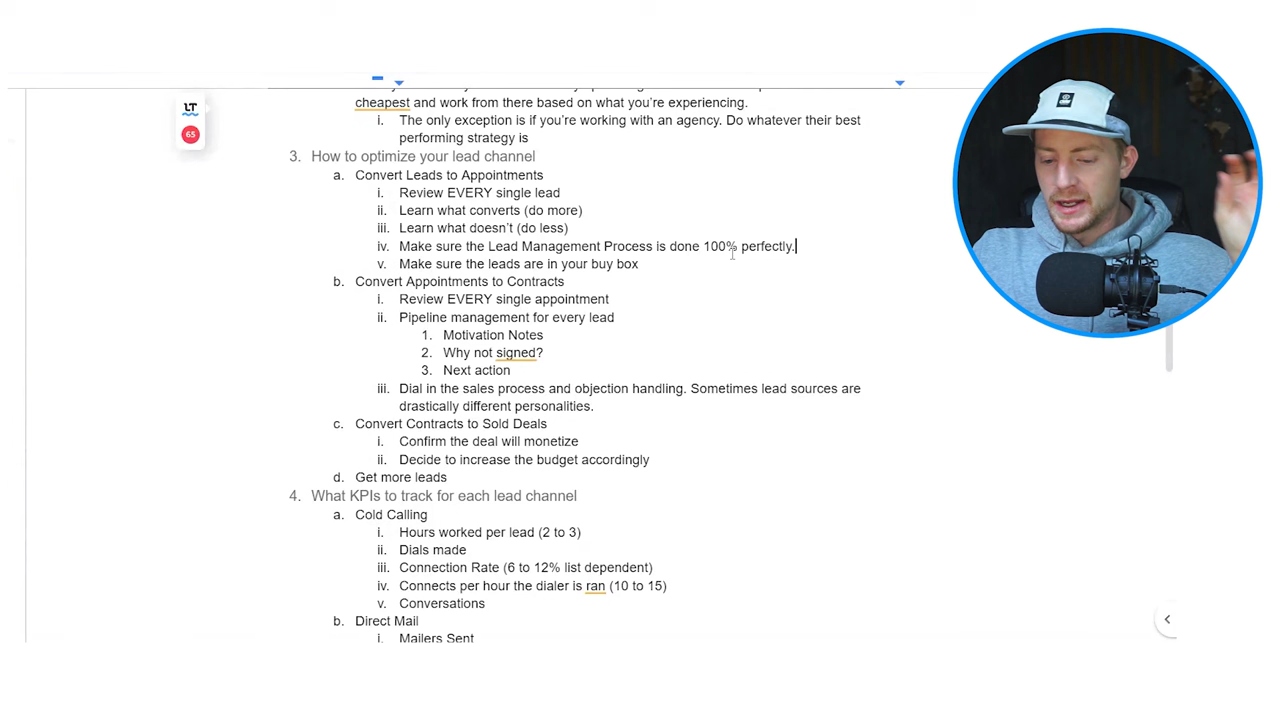 cheapest and work from there based on what you're experiencing.
i. The only exception is if you're working with an agency. Do whatever their best
performing strategy is
3. How to optimize your lead channel
a. Convert Leads to Appointments
i. Review EVERY single lead
ii. Learn what converts (do more)
iii. Learn what doesn't (do less)
iv. Make sure the Lead Management Process is done 100% perfectly.
v. Make sure the leads are in your buy box
b. Convert Appointments to Contracts
i. Review EVERY single appointment
ii. Pipeline management for every lead
1. Motivation Notes
2. Why not signed?
3. Next action
iii. Dial in the sales process and objection handling. Sometimes lead sources are
drastically different personalities.
c. Convert Contracts to Sold Deals
i. Confirm the deal will monetize
ii. Decide to increase the budget accordingly
d. Get more leads
4. What KPIs to track for each lead channel
a. Cold Calling
i. Hours worked per lead (2 to 3)
ii. Dials made
iii. Connection Rate (6 to 12% list dependent)
iv. Connects per hour the dialer is ran (10 to 15)
v. Conversations
b. Direct Mail
i. Mailers Sent
LT
65